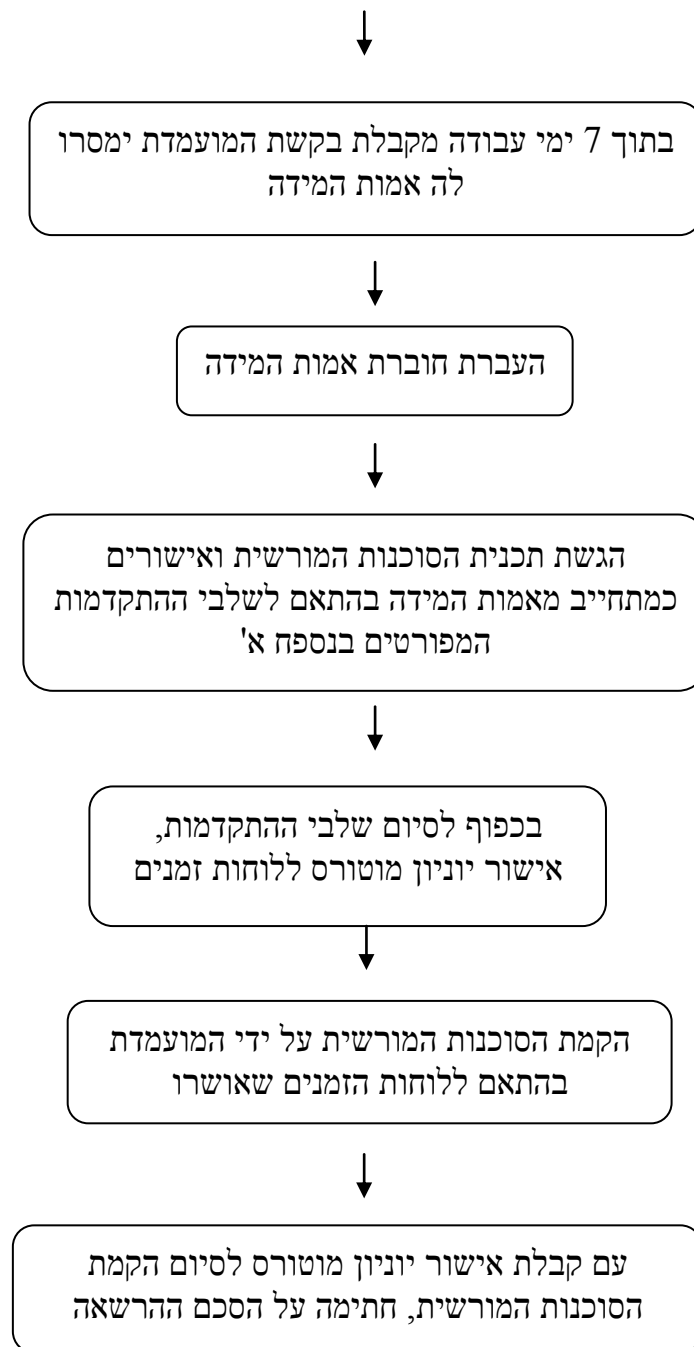 בתוך 7 ימי עבודה מקבלת בקשת המועמדת ימסרו
לה אמות המידה
העברת חוברת אמות המידה
הגשת תכנית הסוכנות המורשית ואישורים
כמתחייב מאמות המידה בהתאם לשלבי ההתקדמות
המפורטים בנספח א'
בכפוף לסיום שלבי ההתקדמות,
אישור יוניון מוטורס ללוחות זמנים
הקמת הסוכנות המורשית על ידי המועמדת
בהתאם ללוחות הזמנים שאושרו
עם קבלת אישור יוניון מוטורס לסיום הקמת
הסוכנות המורשית, חתימה על הסכם ההרשאה